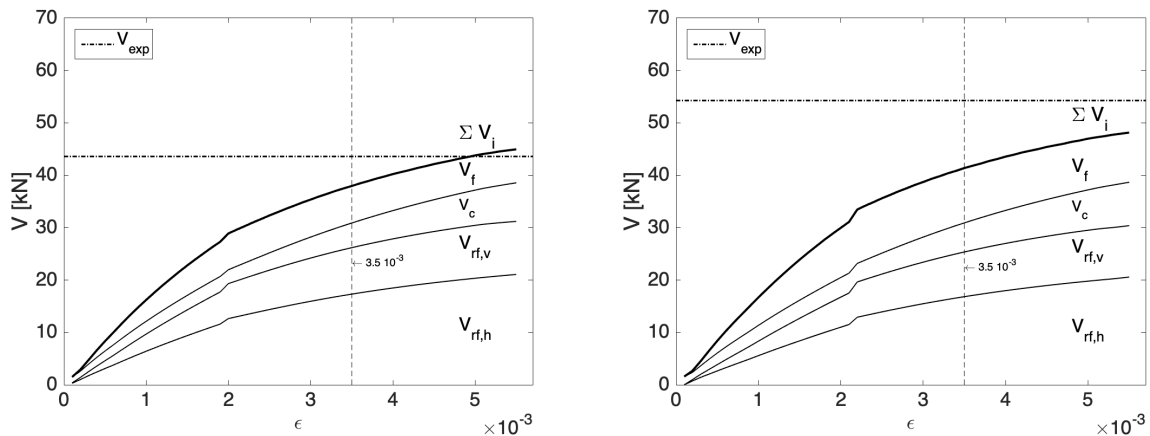 70
60
50
40
30
20
10
0
V [kN]
V_exp
Σ V_i
V_f
V_c
V_rf,v
← 3.5 10^-3
V_rf,h
0 1 2 3 4 5
ϵ
×10^-3
70
60
50
40
30
20
10
0
V [kN]
V_exp
Σ V_i
V_f
V_c
V_rf,v
← 3.5 10^-3
V_rf,h
0 1 2 3 4 5
ϵ
×10^-3